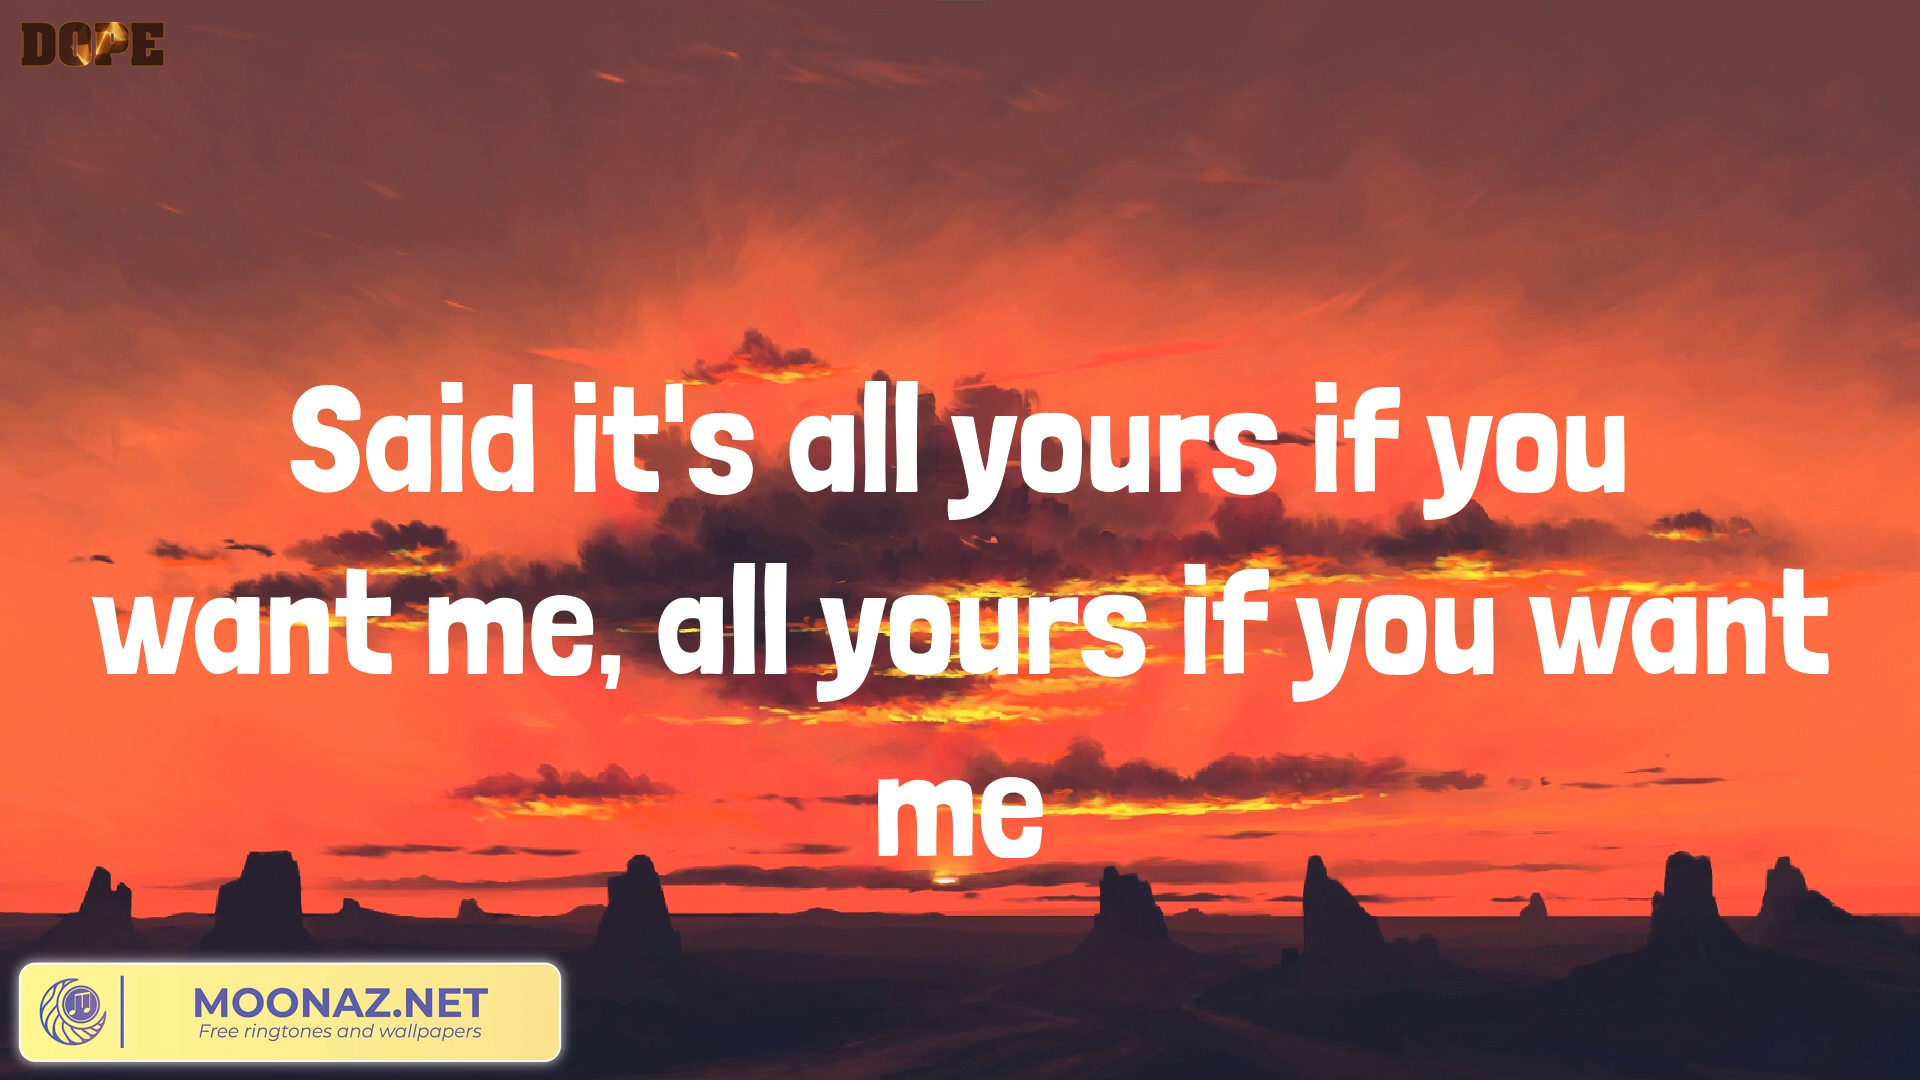 DOPE
Said it's all yours if you
want me, all yours if you want
me
MOONAZ.NET
Free ringtones and wallpapers